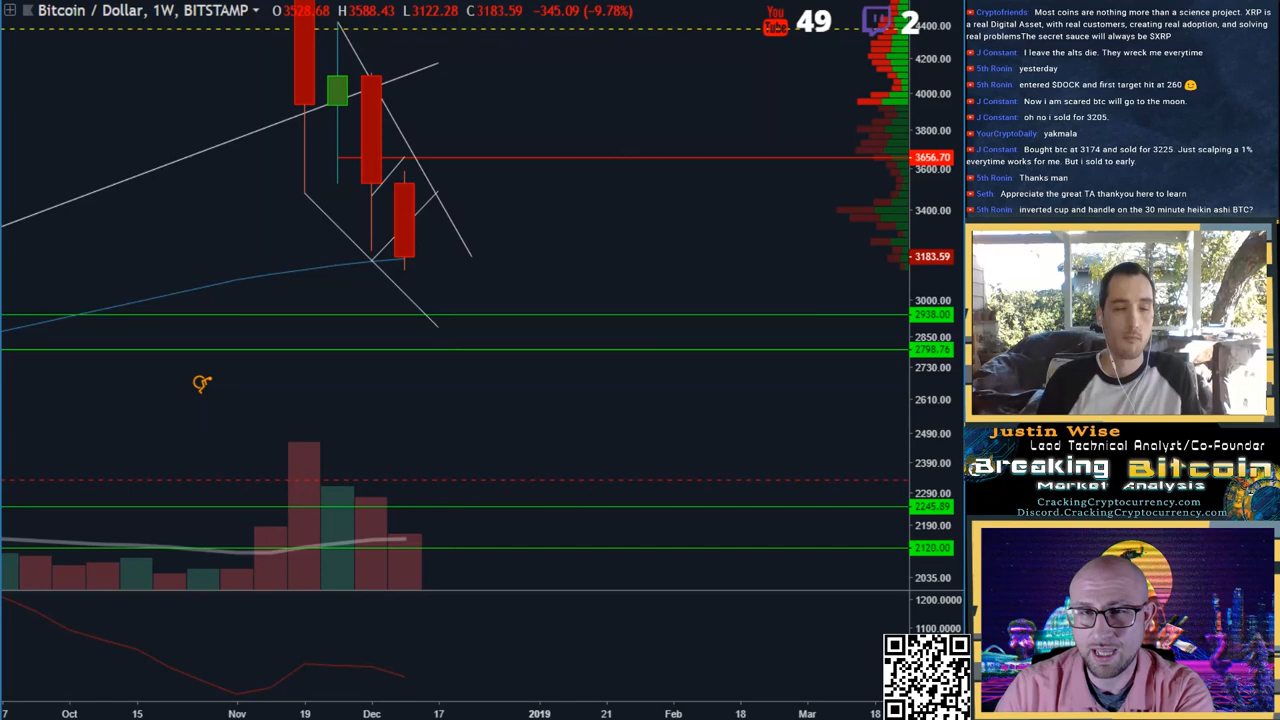 Bitcoin / Dollar, 1W, BITSTAMP O 3528.68 H 3588.43 L 3122.28 C 3183.59 -345.09 (-9.78%)
You
Tube
49
2
4400.00
4200.00
4000.00
3800.00
3656.70
3600.00
3400.00
3183.59
3000.00
2938.00
2850.00
2798.76
2730.00
2610.00
2490.00
2390.00
2290.00
2245.89
2190.00
2120.00
2035.00
1200.0000
1100.0000
7 Oct 15 Nov 19 Dec 17 2019 21 Feb 18 Mar 18
Cryptofriends Most coins are nothing more than a science project. XRP is
a real Digital Asset, with real customers, creating real adoption, and solving
real problemsThe secret sauce will always be $XRP
J Constant I leave the alts die. They wreck me everytime
5th Ronin yesterday
5th Ronin entered $DOCK and first target hit at 260
J Constant Now i am scared btc will go to the moon.
J Constant oh no i sold for 3205.
YourCryptoDaily yakmala
J Constant Bought btc at 3174 and sold for 3225. Just scalping a 1%
everytime works for me. But i sold to early.
5th Ronin Thanks man
Seth Appreciate the great TA thankyou here to learn
5th Ronin inverted cup and handle on the 30 minute heikin ashi BTC?
Justin Wise
Lead Technical Analyst/Co-Founder
Breaking Bitcoin
Market Analysis
CrackingCryptocurrency.com
Discord.CrackingCryptocurrency.com